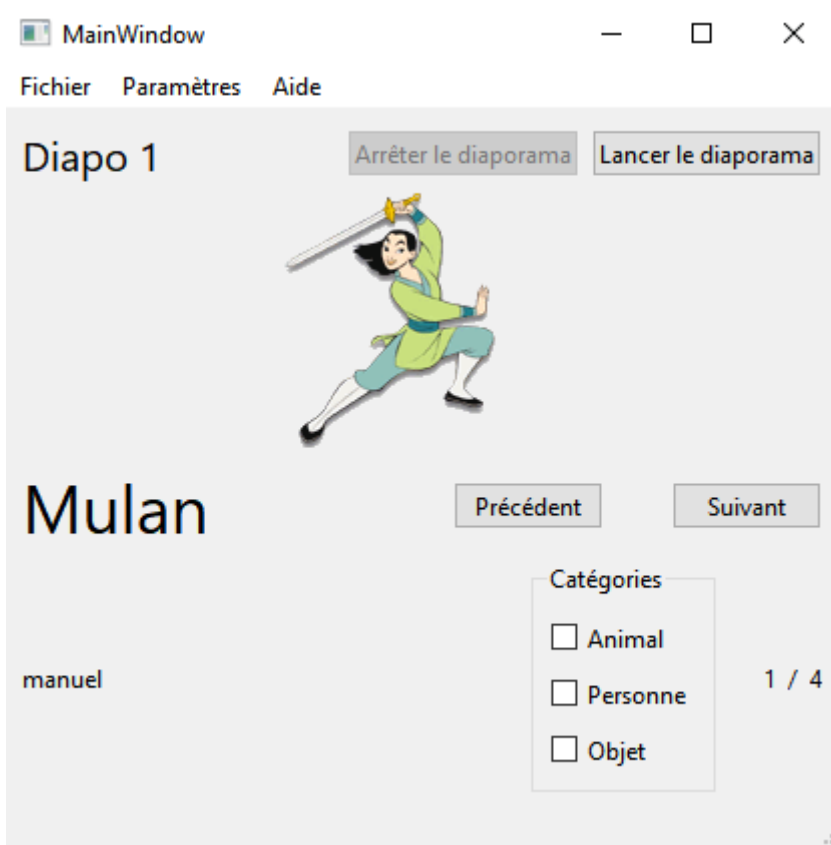 MainWindow
Fichier Paramètres Aide
Diapo 1 Arrêter le diaporama Lancer le diaporama
Mulan Précédent Suivant
Catégories
Animal
manuel Personne 1 / 4
Objet